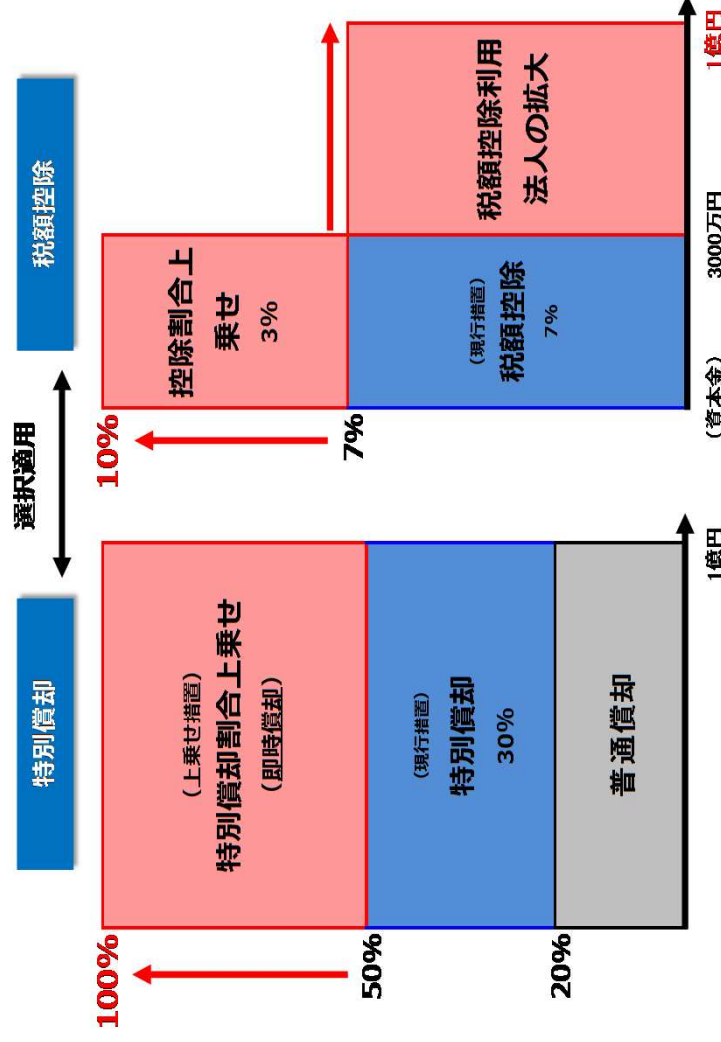 特別償却
選択適用
税額控除
100%
50%
20%
（上乗せ措置）
特別償却割合上乗せ
（即時償却）
（現行措置）
特別償却
30%
普通償却
1億円
10%
7%
控除割合上
乗せ
3%
（現行措置）
税額控除
7%
税額控除利用
法人の拡大
（資本金）
3000万円
1億円